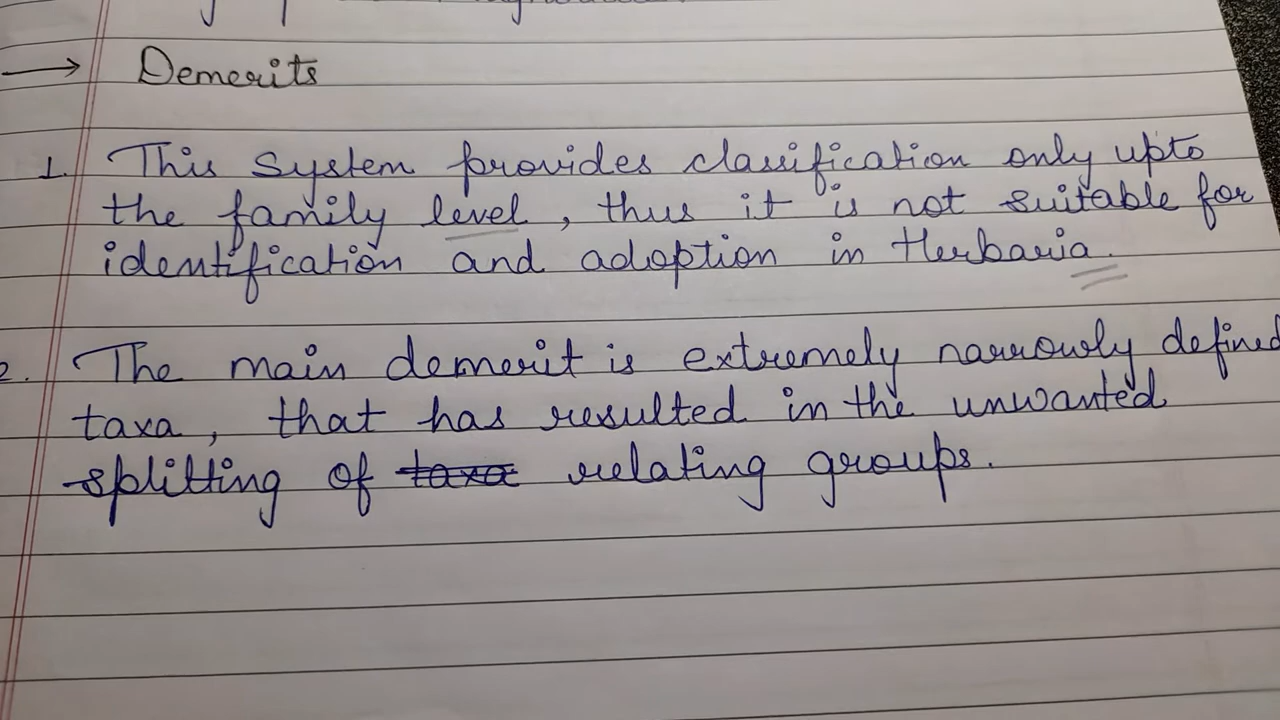 → Demerits
1. This system provides classification only upto
the family level, thus it is not suitable for
identification and adoption in Herbaria.
2. The main demerit is extremely narrowly defined
taxa, that has resulted in the unwanted
splitting of taxa relating groups.